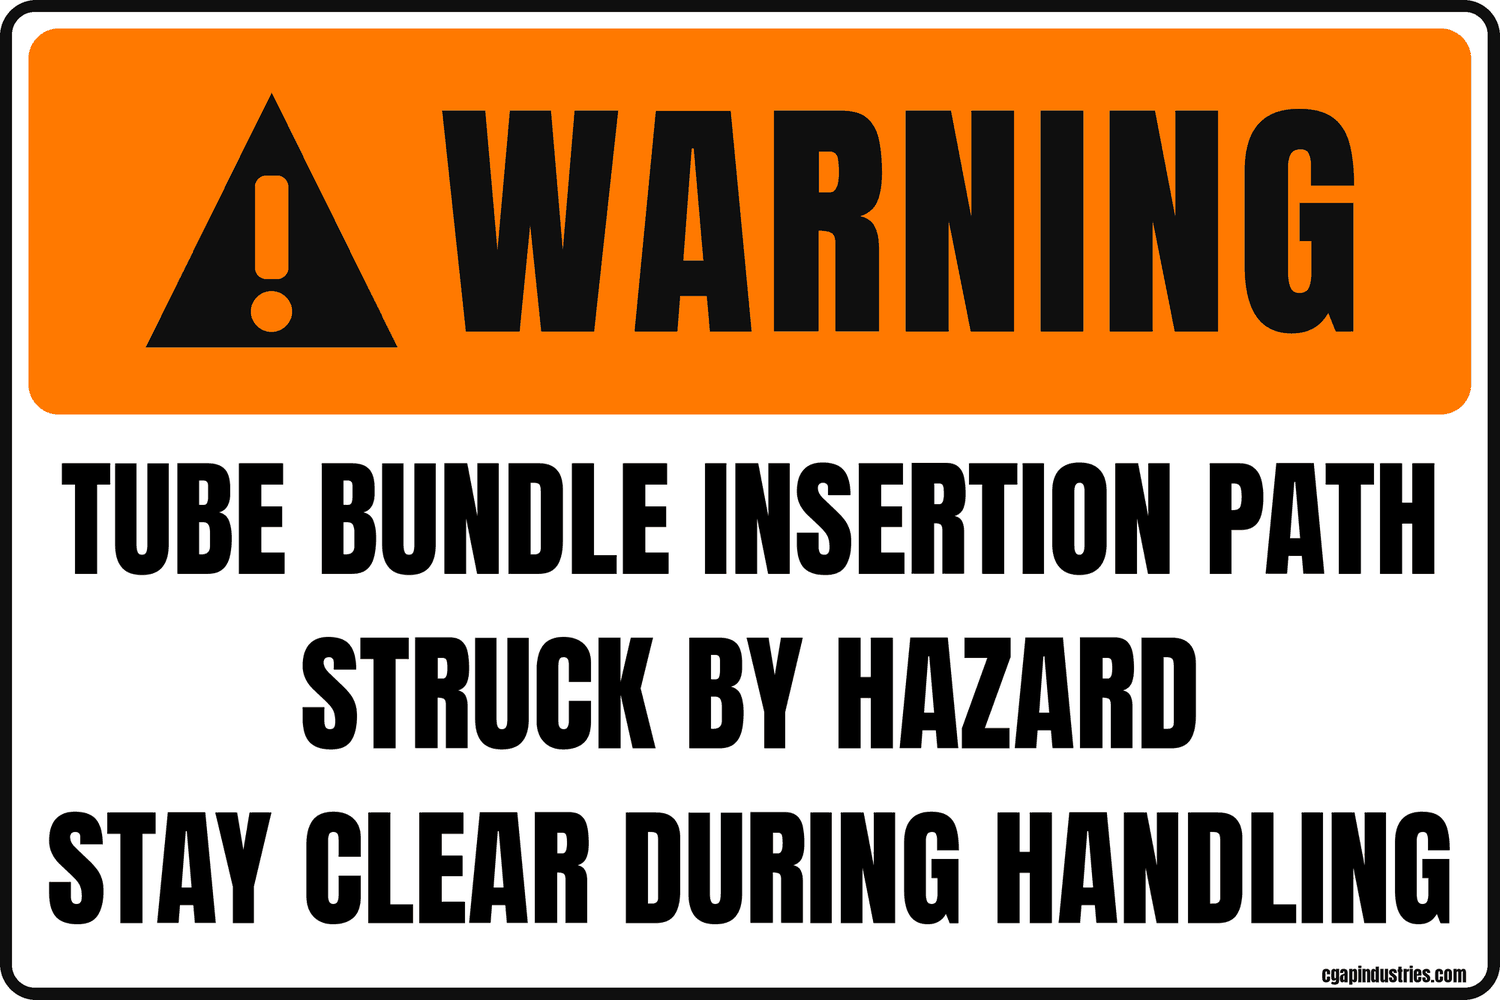 WARNING
TUBE BUNDLE INSERTION PATH
STRUCK BY HAZARD
STAY CLEAR DURING HANDLING
cgapindustries.com